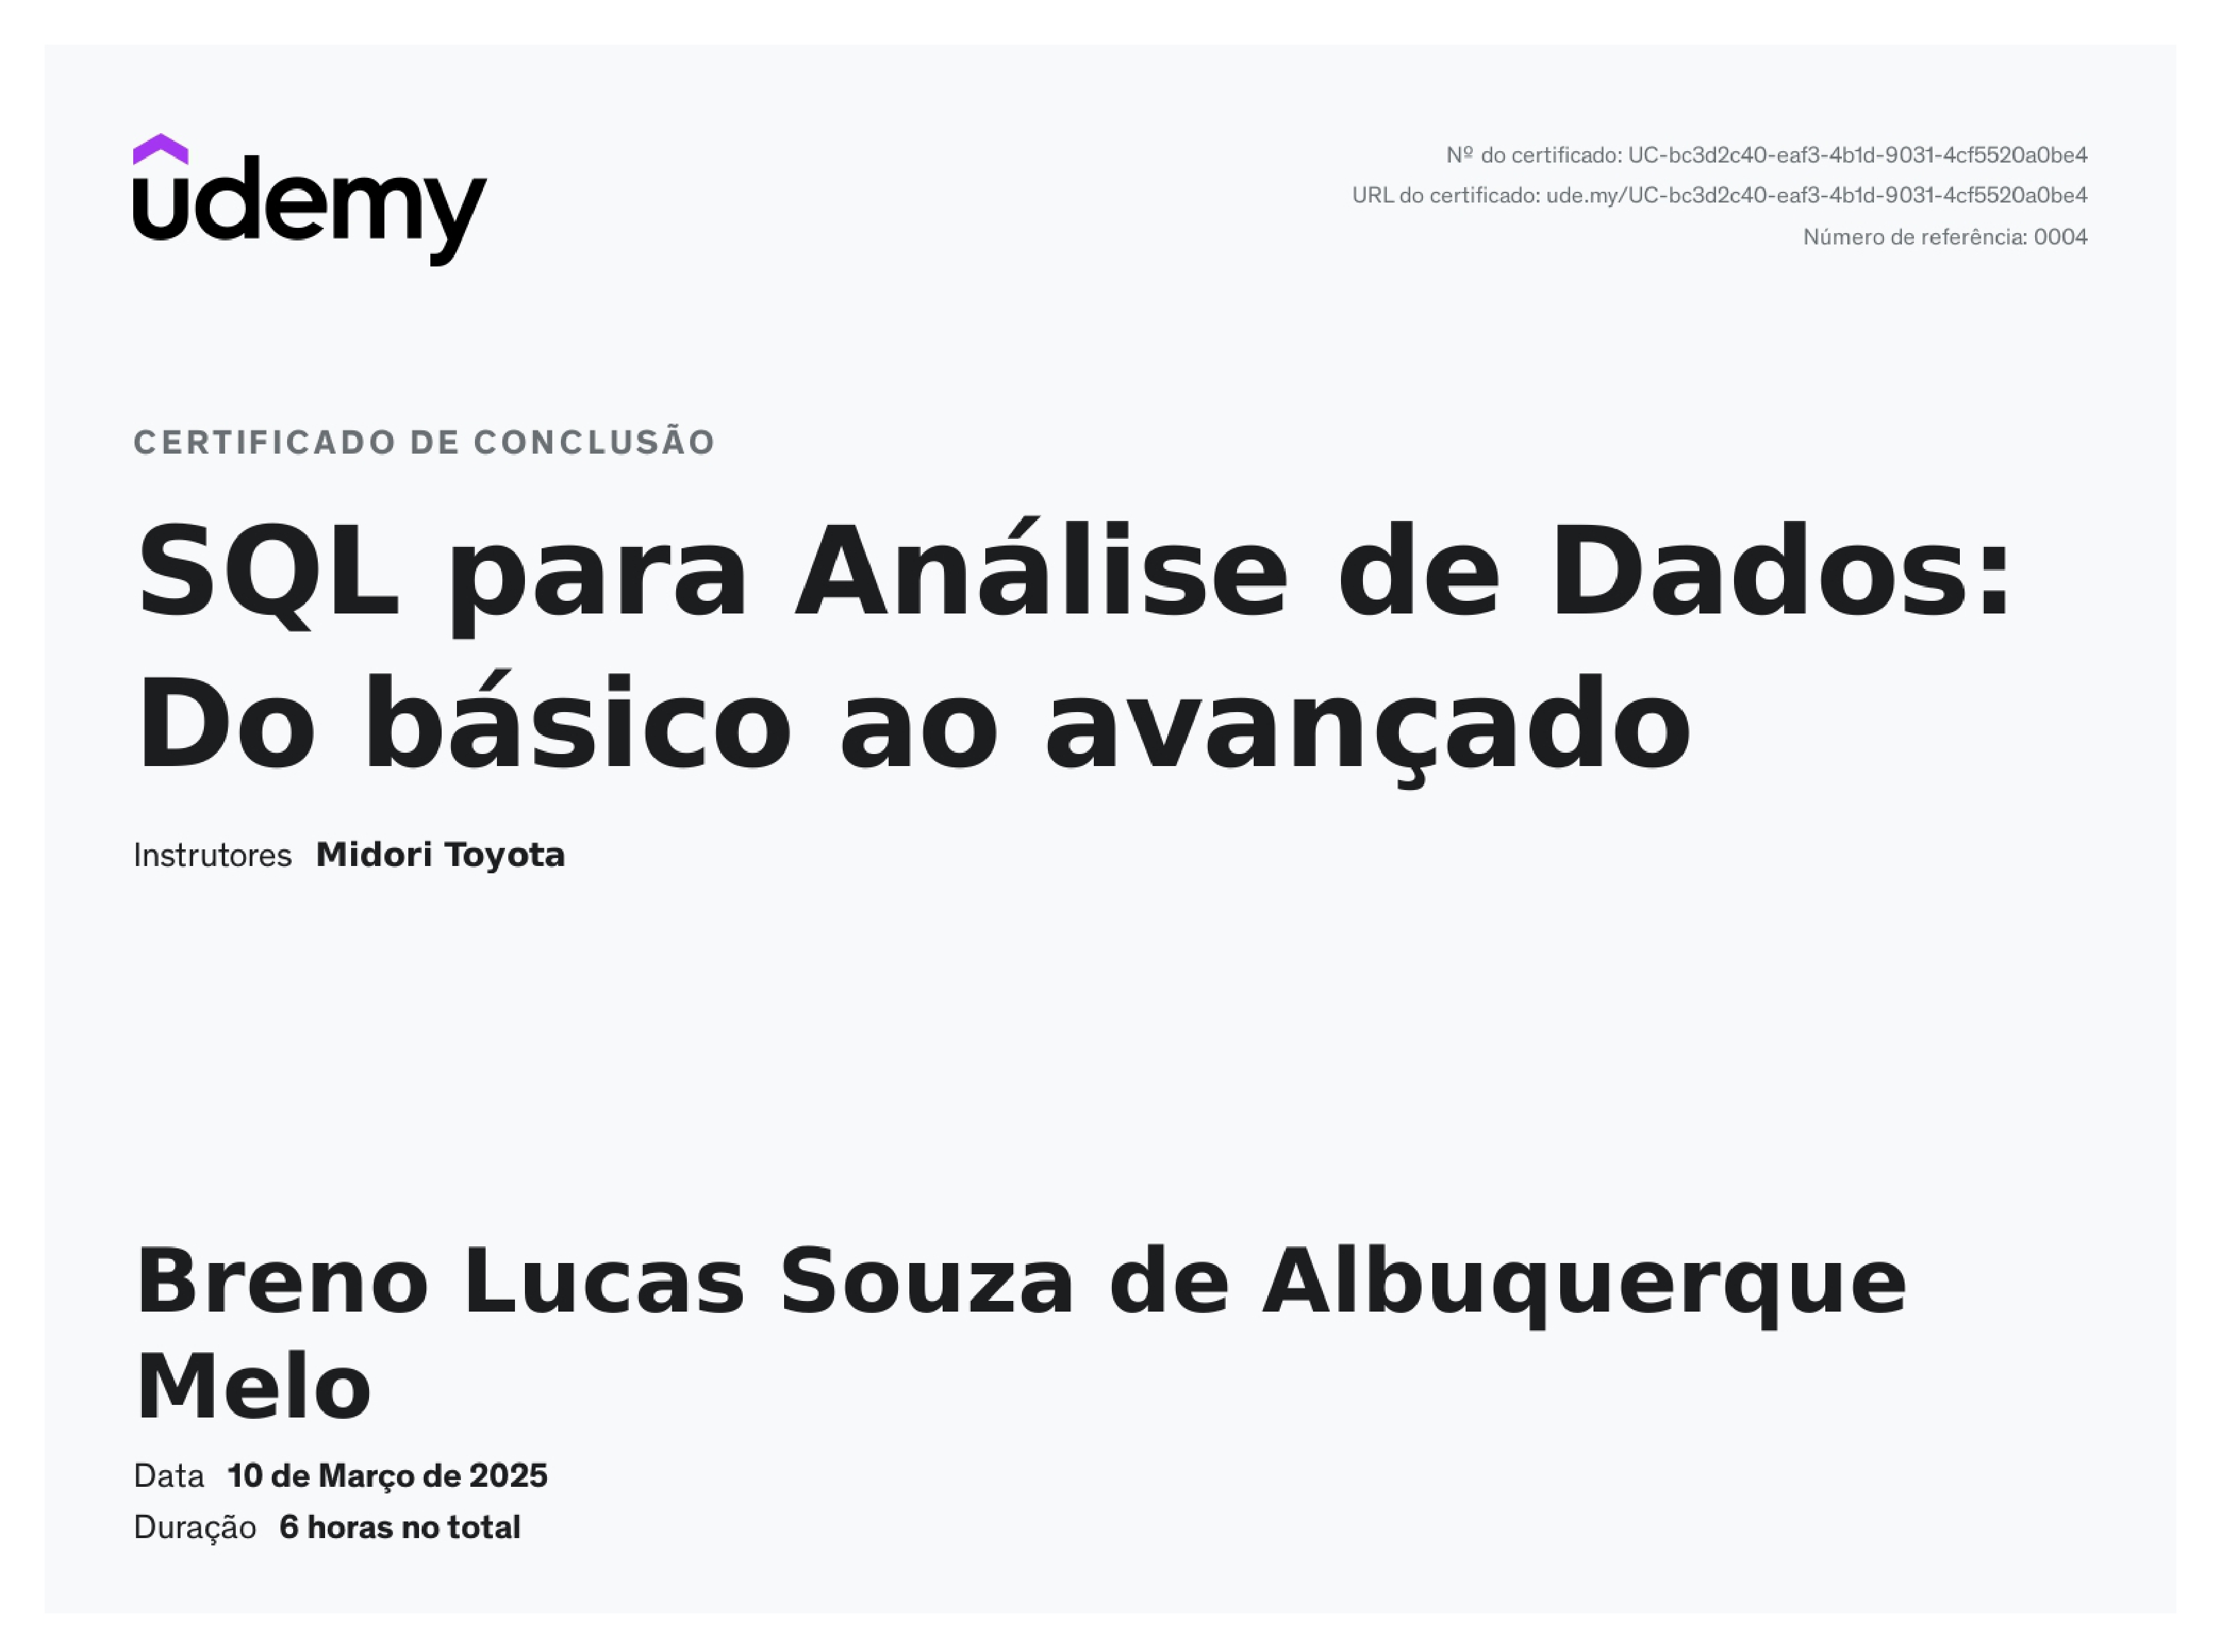 udemy
Nº do certificado: UC-bc3d2c40-eaf3-4b1d-9031-4cf5520a0be4
URL do certificado: ude.my/UC-bc3d2c40-eaf3-4b1d-9031-4cf5520a0be4
Número de referência: 0004
CERTIFICADO DE CONCLUSÃO
SQL para Análise de Dados:
Do básico ao avançado
Instrutores Midori Toyota
Breno Lucas Souza de Albuquerque
Melo
Data 10 de Março de 2025
Duração 6 horas no total